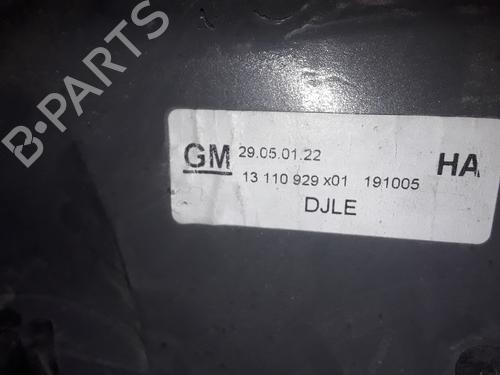 B-PARTS
GM 29.05.01.22 HA
13 110 929 x01 191005
DJLE